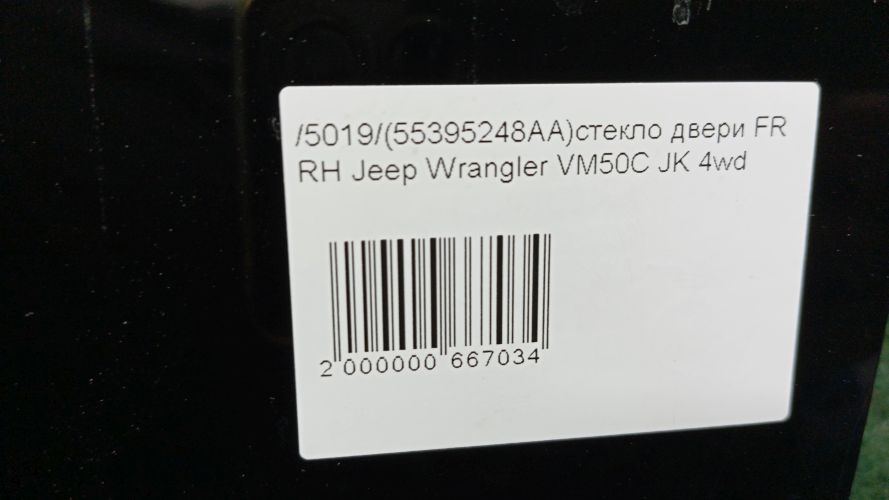 /5019/(55395248AA)стекло двери FR
RH Jeep Wrangler VM50C JK 4wd
2 000000 667034